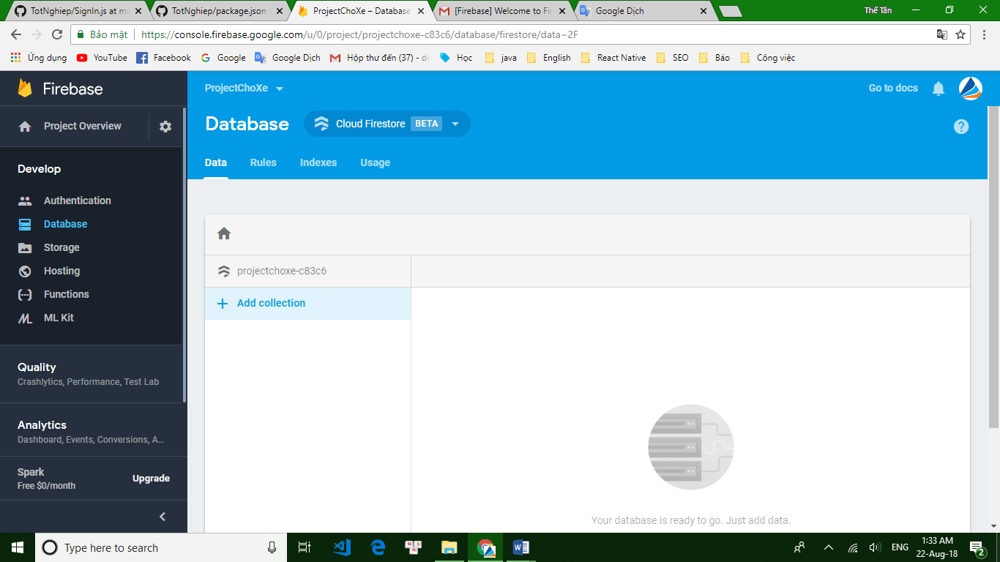 TotNghiep/SignIn.js at ma
TotNghiep/package.json
ProjectChoXe – Database
[Firebase] Welcome to Fir
Google Dịch
Thế Tân
Bảo mật
https://console.firebase.google.com/u/0/project/projectchoxe-c83c6/database/firestore/data~2F
Ứng dụng
YouTube
Facebook
Google
Google Dịch
Hộp thư đến (37) - di
Học
java
English
React Native
SEO
Báo
Công việc
Firebase
ProjectChoXe
Go to docs
Project Overview
Database
Cloud Firestore
BETA
Data
Rules
Indexes
Usage
Develop
Authentication
Database
Storage
Hosting
Functions
ML Kit
projectchoxe-c83c6
Add collection
Quality
Crashlytics, Performance, Test Lab
Analytics
Dashboard, Events, Conversions, A...
Spark
Free $0/month
Upgrade
Your database is ready to go. Just add data.
Type here to search
ENG
1:33 AM
22-Aug-18
2